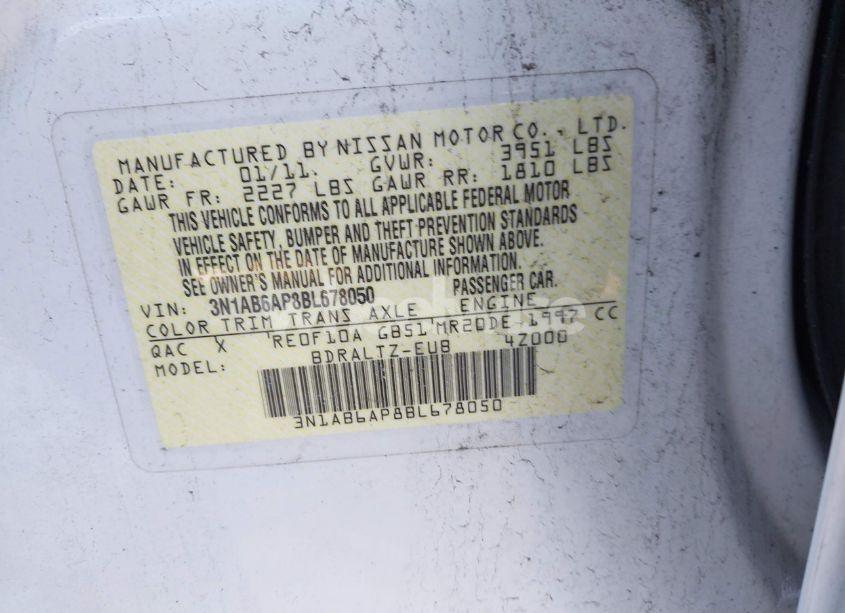 MANUFACTURED BY NISSAN MOTOR CO., LTD.
DATE: 01/11. GVWR: 3951 LBS
GAWR FR: 2227 LBS GAWR RR: 1810 LBS
THIS VEHICLE CONFORMS TO ALL APPLICABLE FEDERAL MOTOR
VEHICLE SAFETY, BUMPER AND THEFT PREVENTION STANDARDS
IN EFFECT ON THE DATE OF MANUFACTURE SHOWN ABOVE.
SEE OWNER'S MANUAL FOR ADDITIONAL INFORMATION.
VIN: 3N1AB6AP8BL678050 PASSENGER CAR.
COLOR TRIM TRANS AXLE ENGINE
QAC X RE0F10A GB51 MR20DE 1997 CC
MODEL: BDRALTZ-EUB 4Z000
3N1AB6AP8BL678050